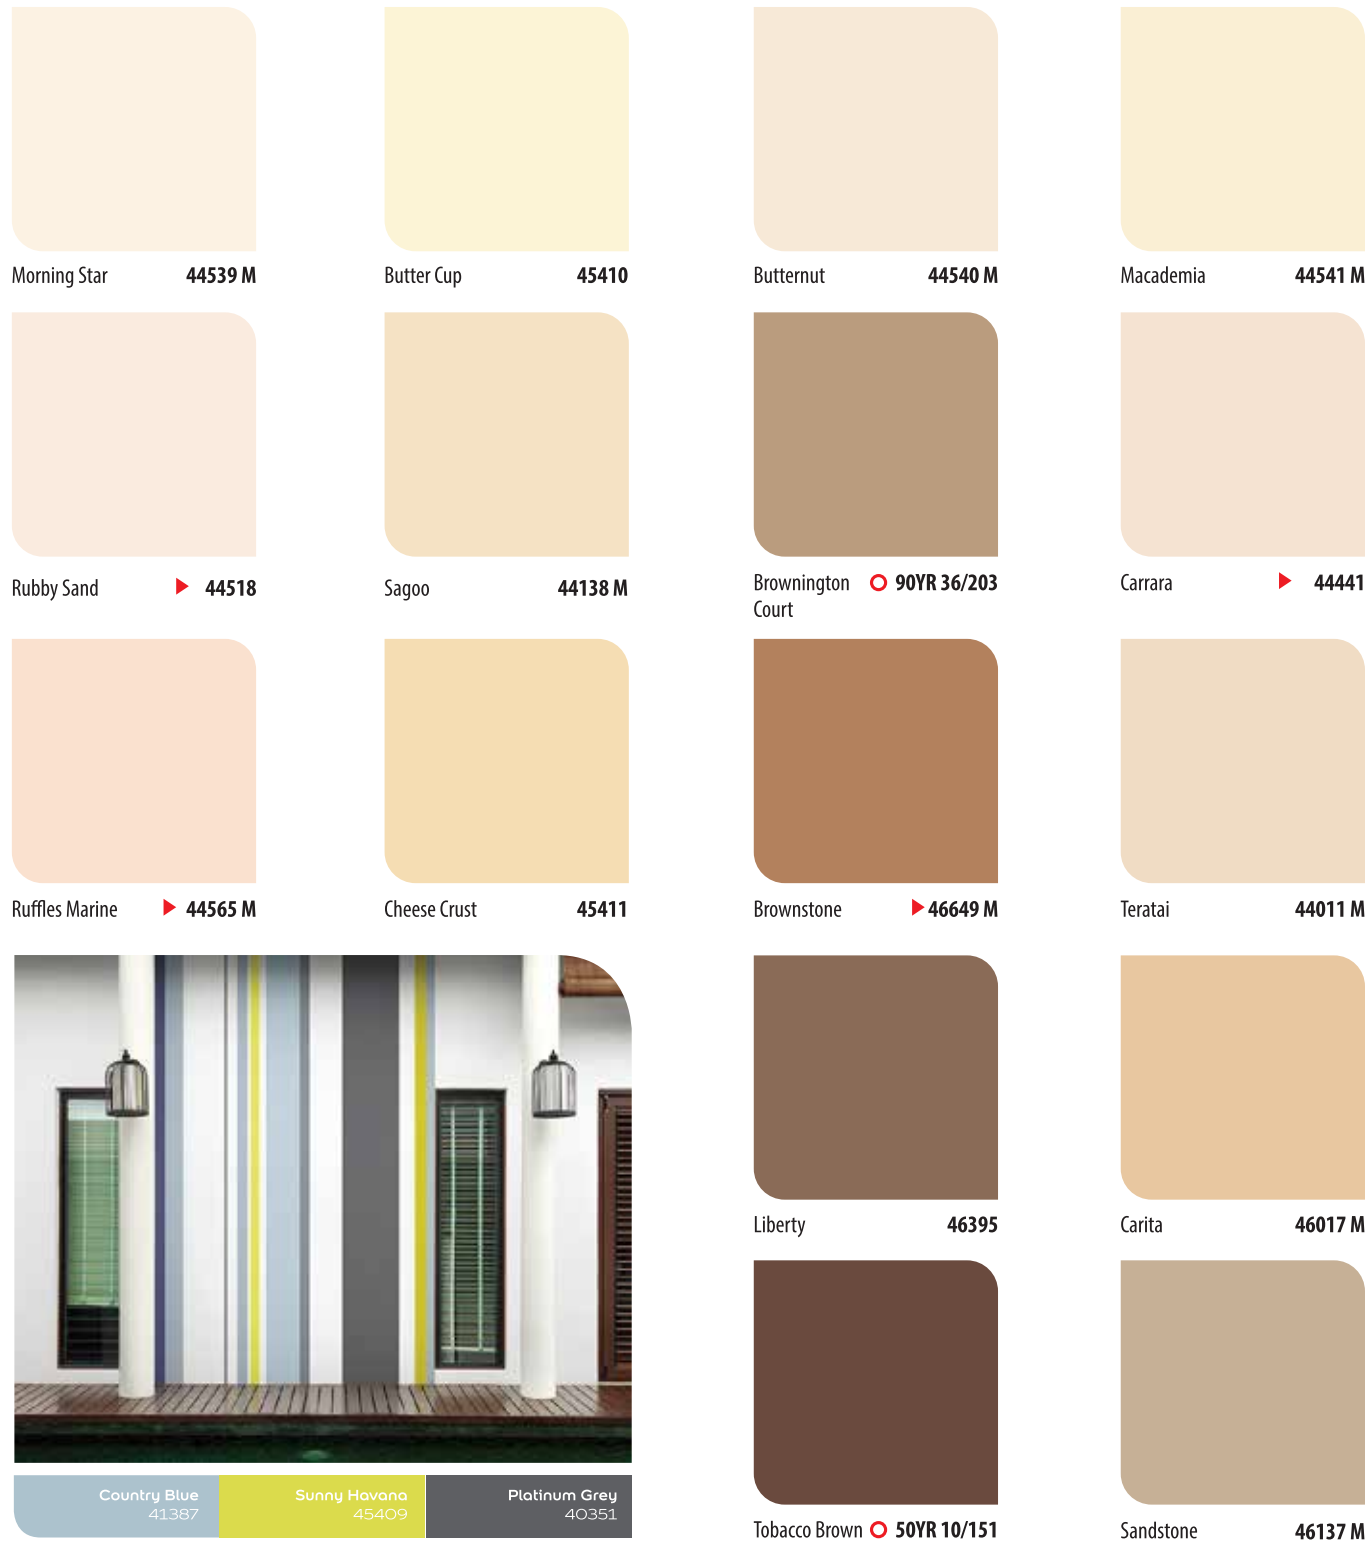 Morning Star 44539 M
Butter Cup 45410
Butternut 44540 M
Macademia 44541 M
Rubby Sand 44518
Sagoo 44138 M
Brownington 90YR 36/203
Court
Carrara 44441
Ruffles Marine 44565 M
Cheese Crust 45411
Brownstone 46649 M
Teratai 44011 M
Liberty 46395
Carita 46017 M
Country Blue
41387
Sunny Havana
45409
Platinum Grey
40351
Tobacco Brown 50YR 10/151
Sandstone 46137 M